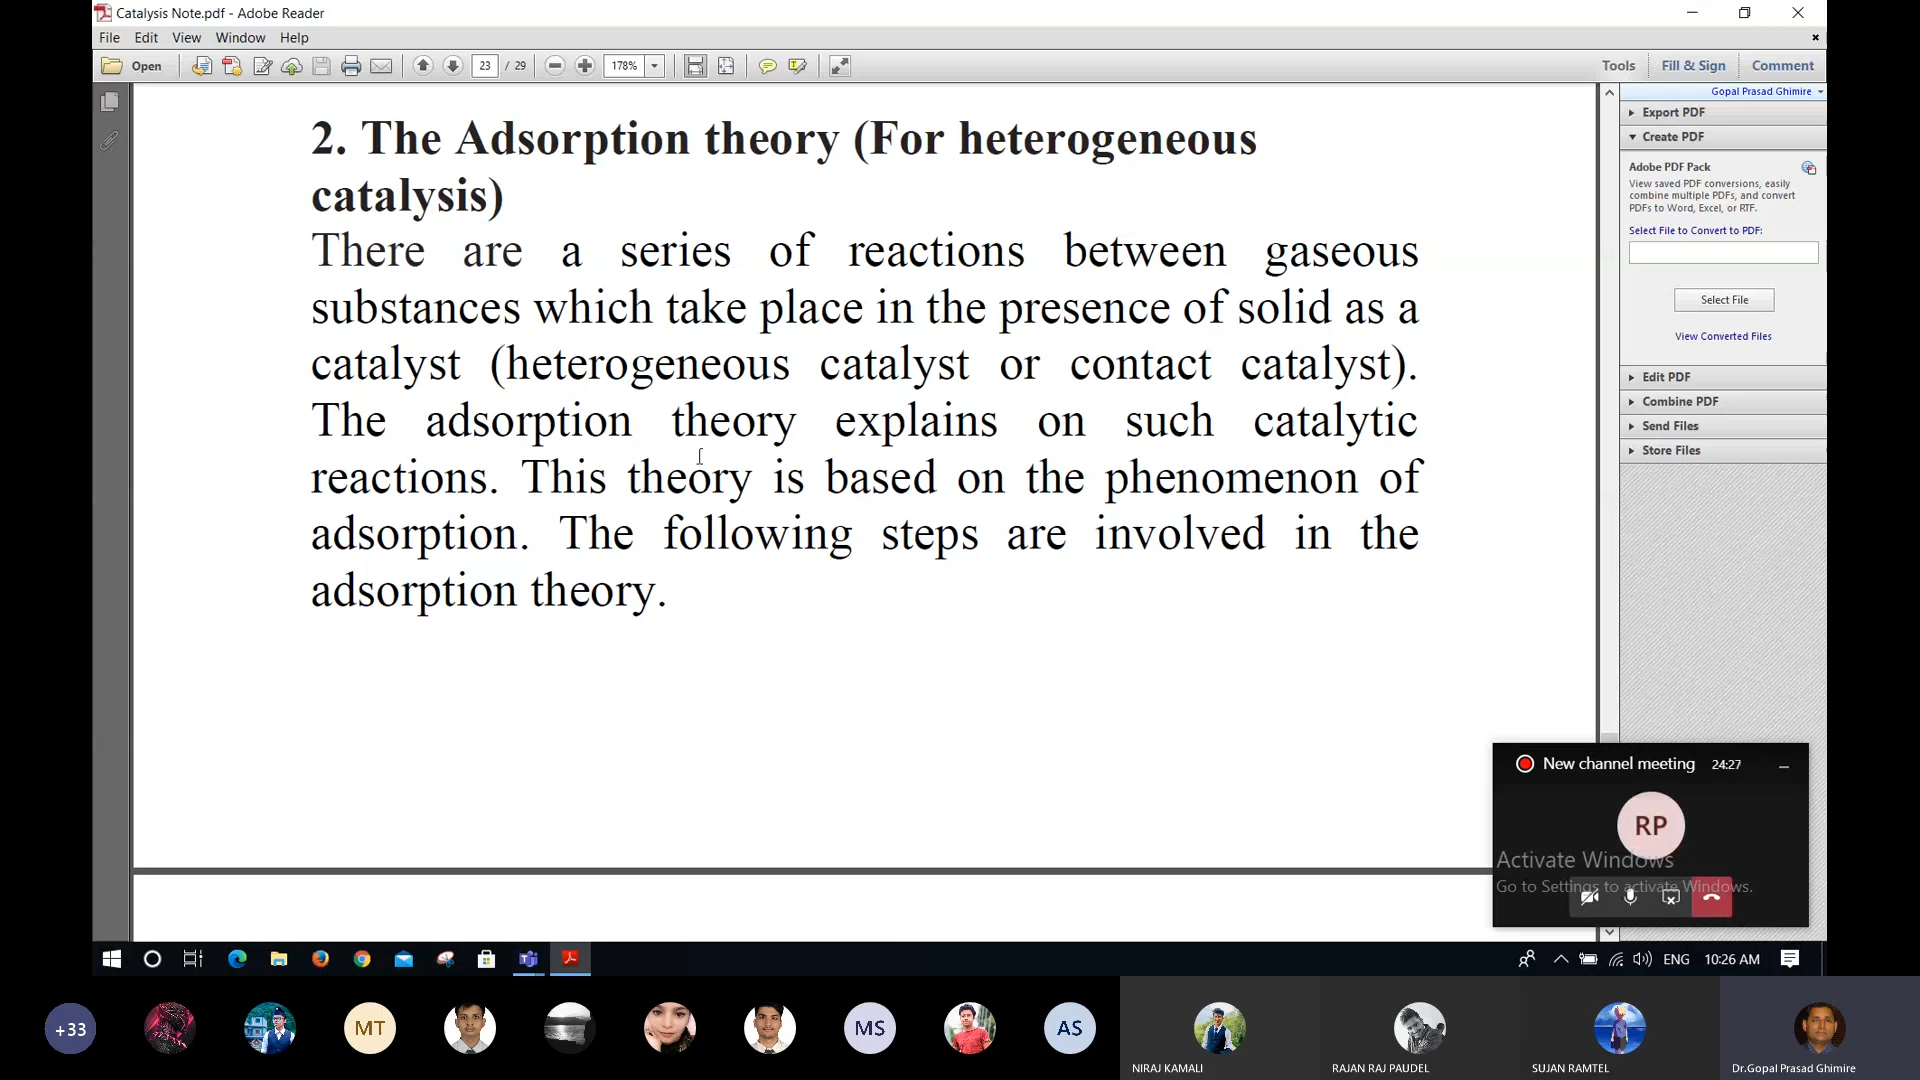 Catalysis Note.pdf - Adobe Reader
File Edit View Window Help
Open 23 / 29 178% Tools Fill & Sign Comment
Gopal Prasad Ghimire
Export PDF
Create PDF
Adobe PDF Pack
View saved PDF conversions, easily
combine multiple PDFs, and convert
PDFs to Word, Excel, or RTF.
Select File to Convert to PDF:
Select File
View Converted Files
Edit PDF
Combine PDF
Send Files
Store Files
2. The Adsorption theory (For heterogeneous
catalysis)
There are a series of reactions between gaseous
substances which take place in the presence of solid as a
catalyst (heterogeneous catalyst or contact catalyst).
The adsorption theory explains on such catalytic
reactions. This theory is based on the phenomenon of
adsorption. The following steps are involved in the
adsorption theory.
New channel meeting 24:27
RP
Activate Windows
Go to Settings to activate Windows.
ENG 10:26 AM
+33 MT MS AS
NIRAJ KAMALI RAJAN RAJ PAUDEL SUJAN RAMTEL Dr.Gopal Prasad Ghimire